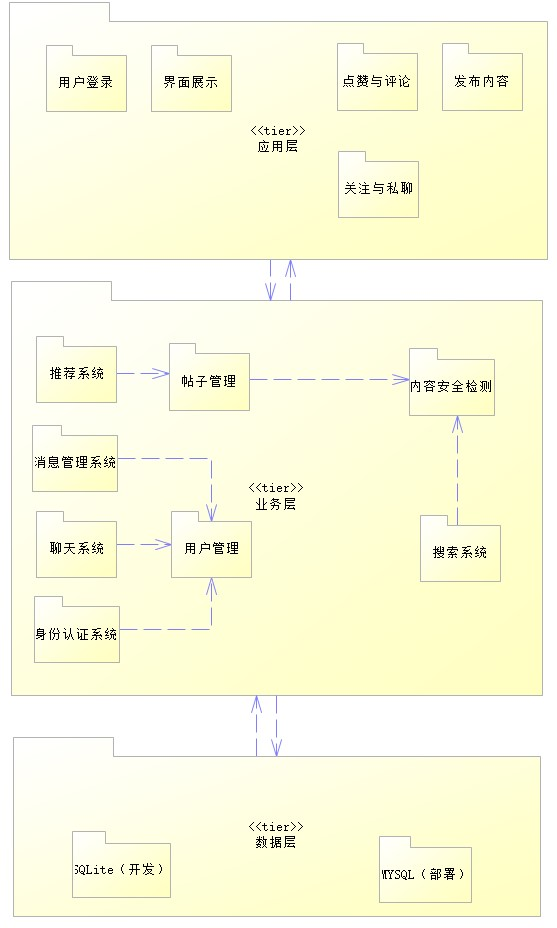 用户登录
界面展示
点赞与评论
发布内容
<<tier>>
应用层
关注与私聊
推荐系统
帖子管理
内容安全检测
消息管理系统
<<tier>>
业务层
聊天系统
用户管理
搜索系统
身份认证系统
<<tier>>
数据层
SQLite（开发）
MYSQL（部署）